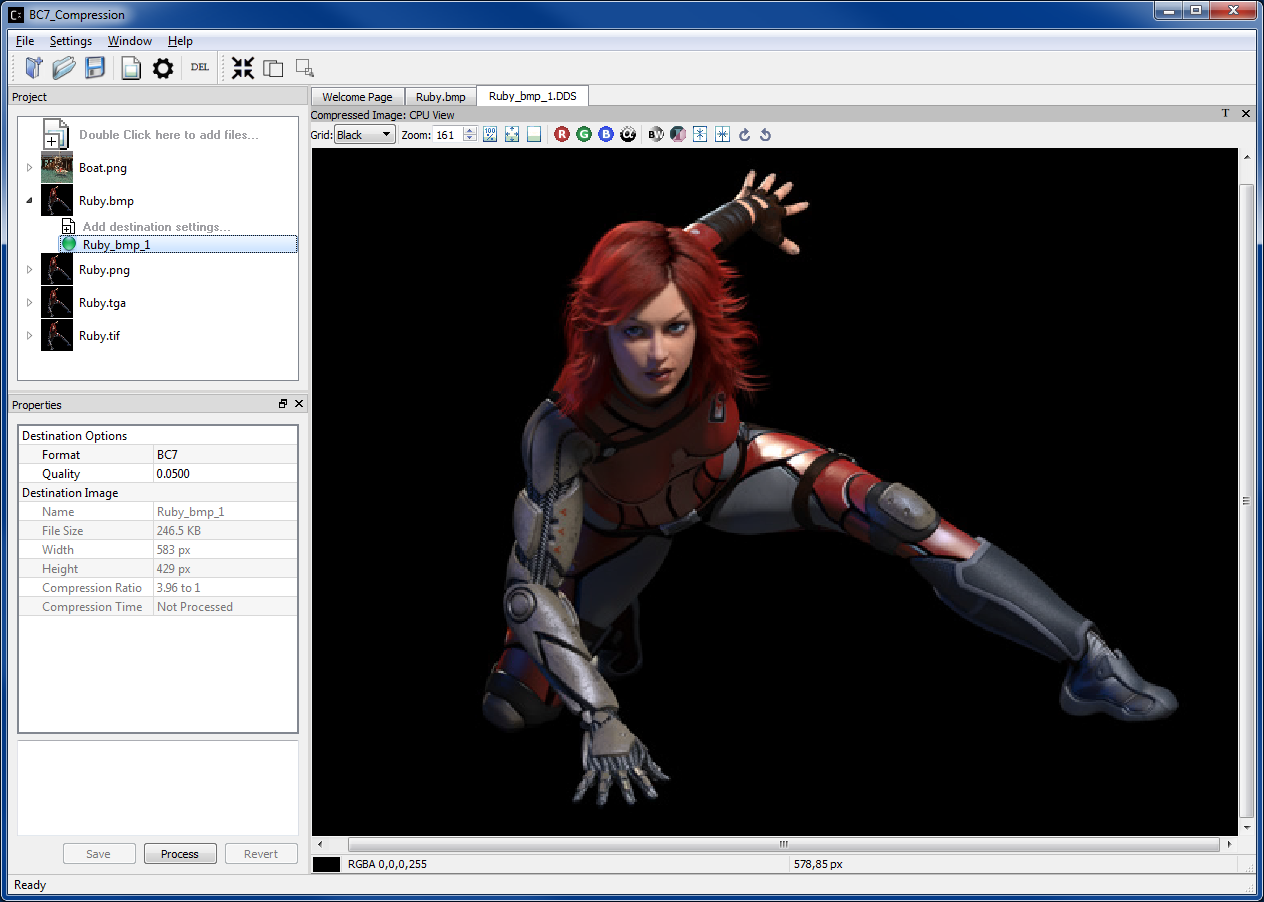 BC7_Compression
File Settings Window Help
DEL
Project
Double Click here to add files...
Boat.png
Ruby.bmp
Add destination settings...
Ruby_bmp_1
Ruby.png
Ruby.tga
Ruby.tif
Properties
Destination Options
Format BC7
Quality 0.0500
Destination Image
Name Ruby_bmp_1
File Size 246.5 KB
Width 583 px
Height 429 px
Compression Ratio 3.96 to 1
Compression Time Not Processed
Save Process Revert
Welcome Page Ruby.bmp Ruby_bmp_1.DDS
Compressed Image: CPU View T
Grid: Black Zoom: 161 100% R G B α BW
RGBA 0,0,0,255 578,85 px
Ready